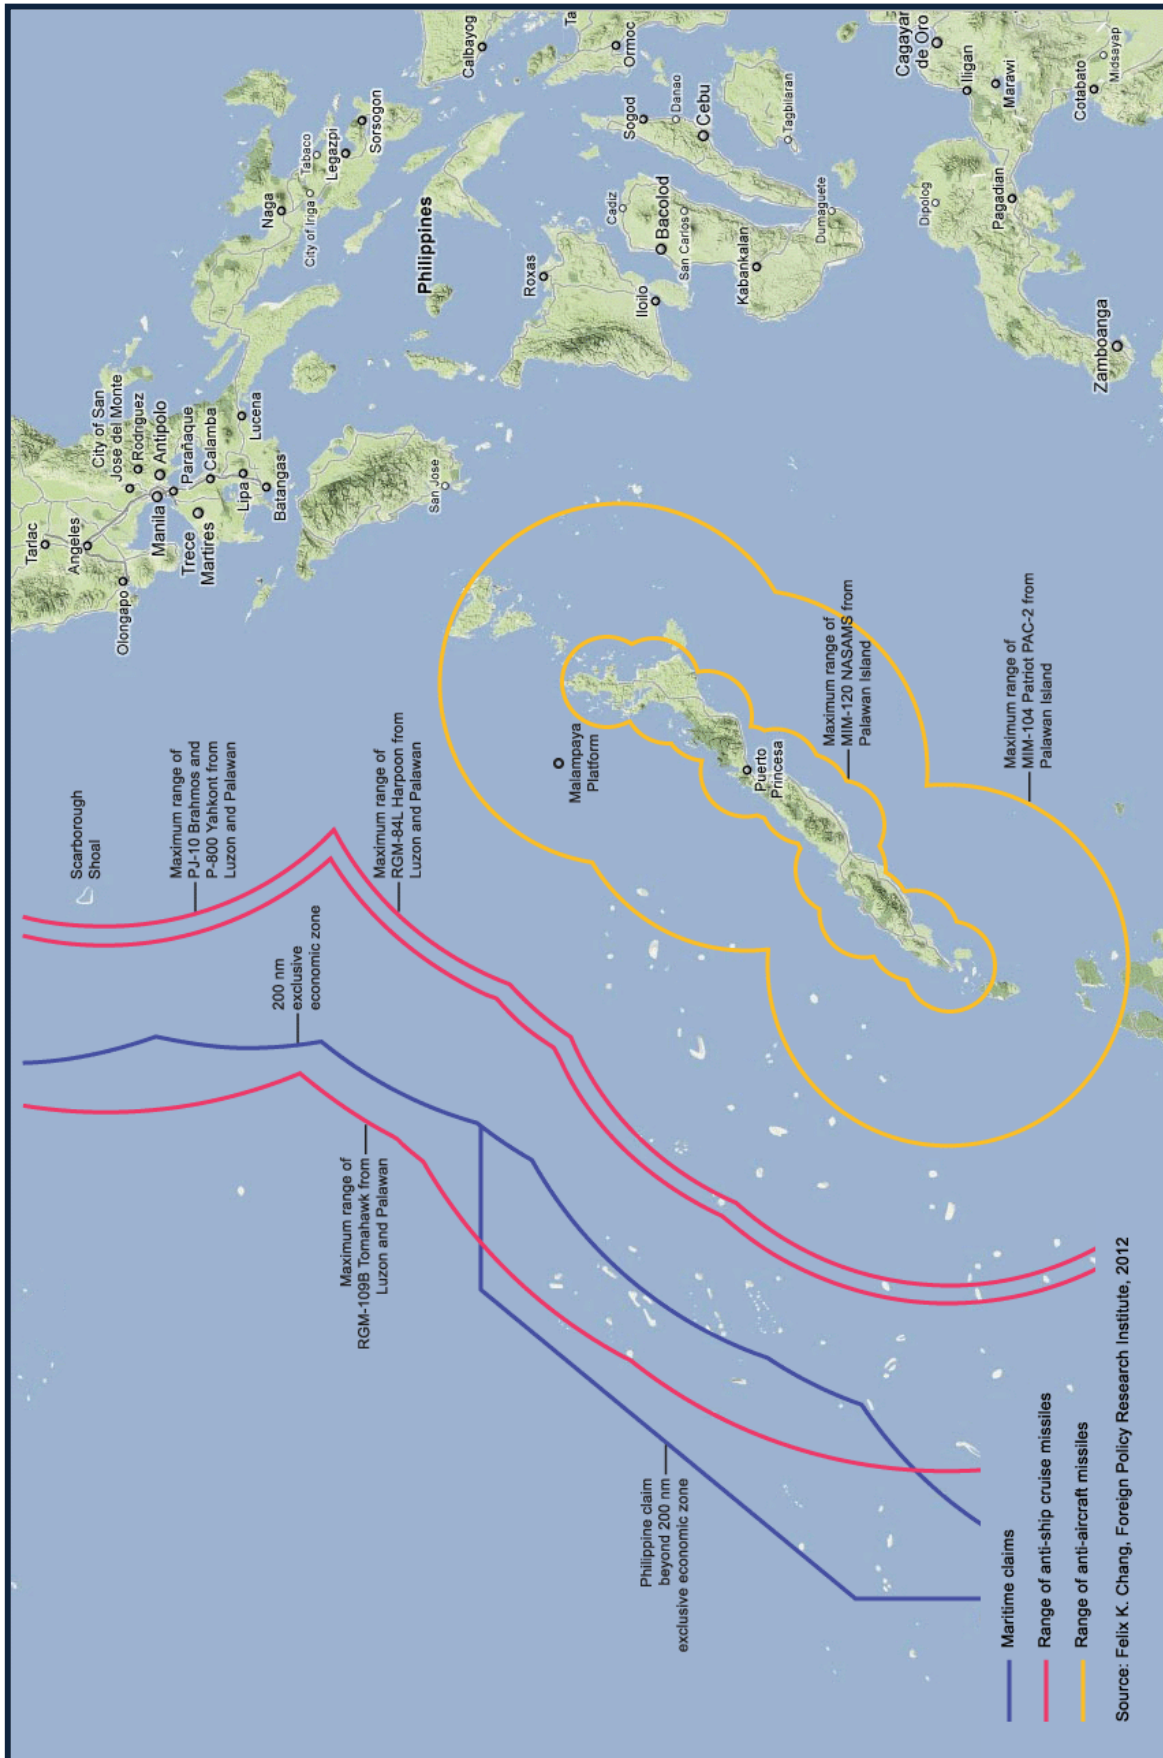 Scarborough
Shoal
Maximum range of
PJ-10 Brahmos and
P-800 Yahkont from
Luzon and Palawan
200 nm
exclusive
economic zone
Maximum range of
RGM-84L Harpoon from
Luzon and Palawan
Maximum range of
RGM-109B Tomahawk from
Luzon and Palawan
Philippine claim
beyond 200 nm
exclusive economic zone
Malampaya
Platform
Puerto
Princesa
Maximum range of
MIM-120 NASAMS from
Palawan Island
Maximum range of
MIM-104 Patriot PAC-2 from
Palawan Island
Tarlac
Angeles
Olongapo
City of San
Jose del Monte
Rodriguez
Manila
Antipolo
Parañaque
Trece
Martires
Calamba
Lipa
Lucena
Batangas
San Jose
Naga
City of Iriga
Tabaco
Legazpi
Sorsogon
Philippines
Calbayog
Ta
Ormoc
Roxas
Iloilo
Cadiz
Bacolod
San Carlos
Kabankalan
Sogod
Danao
Cebu
Tagbilaran
Dumaguete
Dipolog
Pagadian
Zamboanga
Cagayan
de Oro
Iligan
Marawi
Cotabato
Midsayap
Maritime claims
Range of anti-ship cruise missiles
Range of anti-aircraft missiles
Source: Felix K. Chang, Foreign Policy Research Institute, 2012